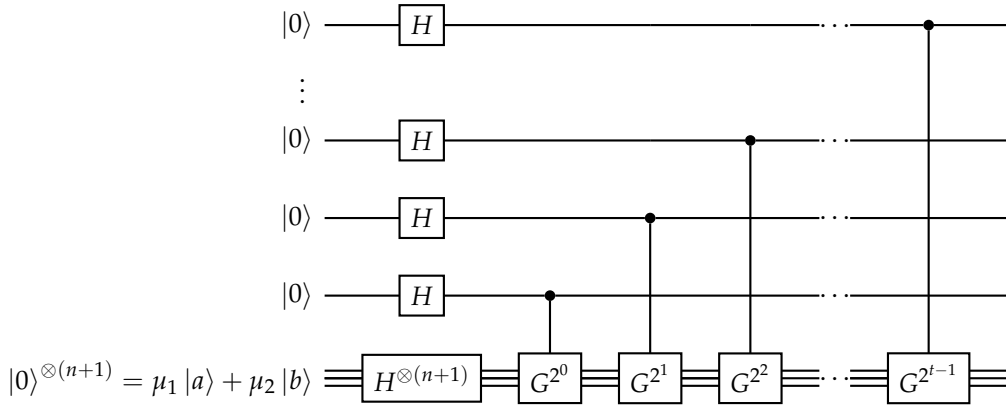 |0⟩ H ⋯
⋮
|0⟩ H ⋯
|0⟩ H ⋯
|0⟩ H ⋯
|0⟩^{⊗(n+1)} = μ₁ |a⟩ + μ₂ |b⟩ H^{⊗(n+1)} G^{2^0} G^{2^1} G^{2^2} ⋯ G^{2^{t−1}}